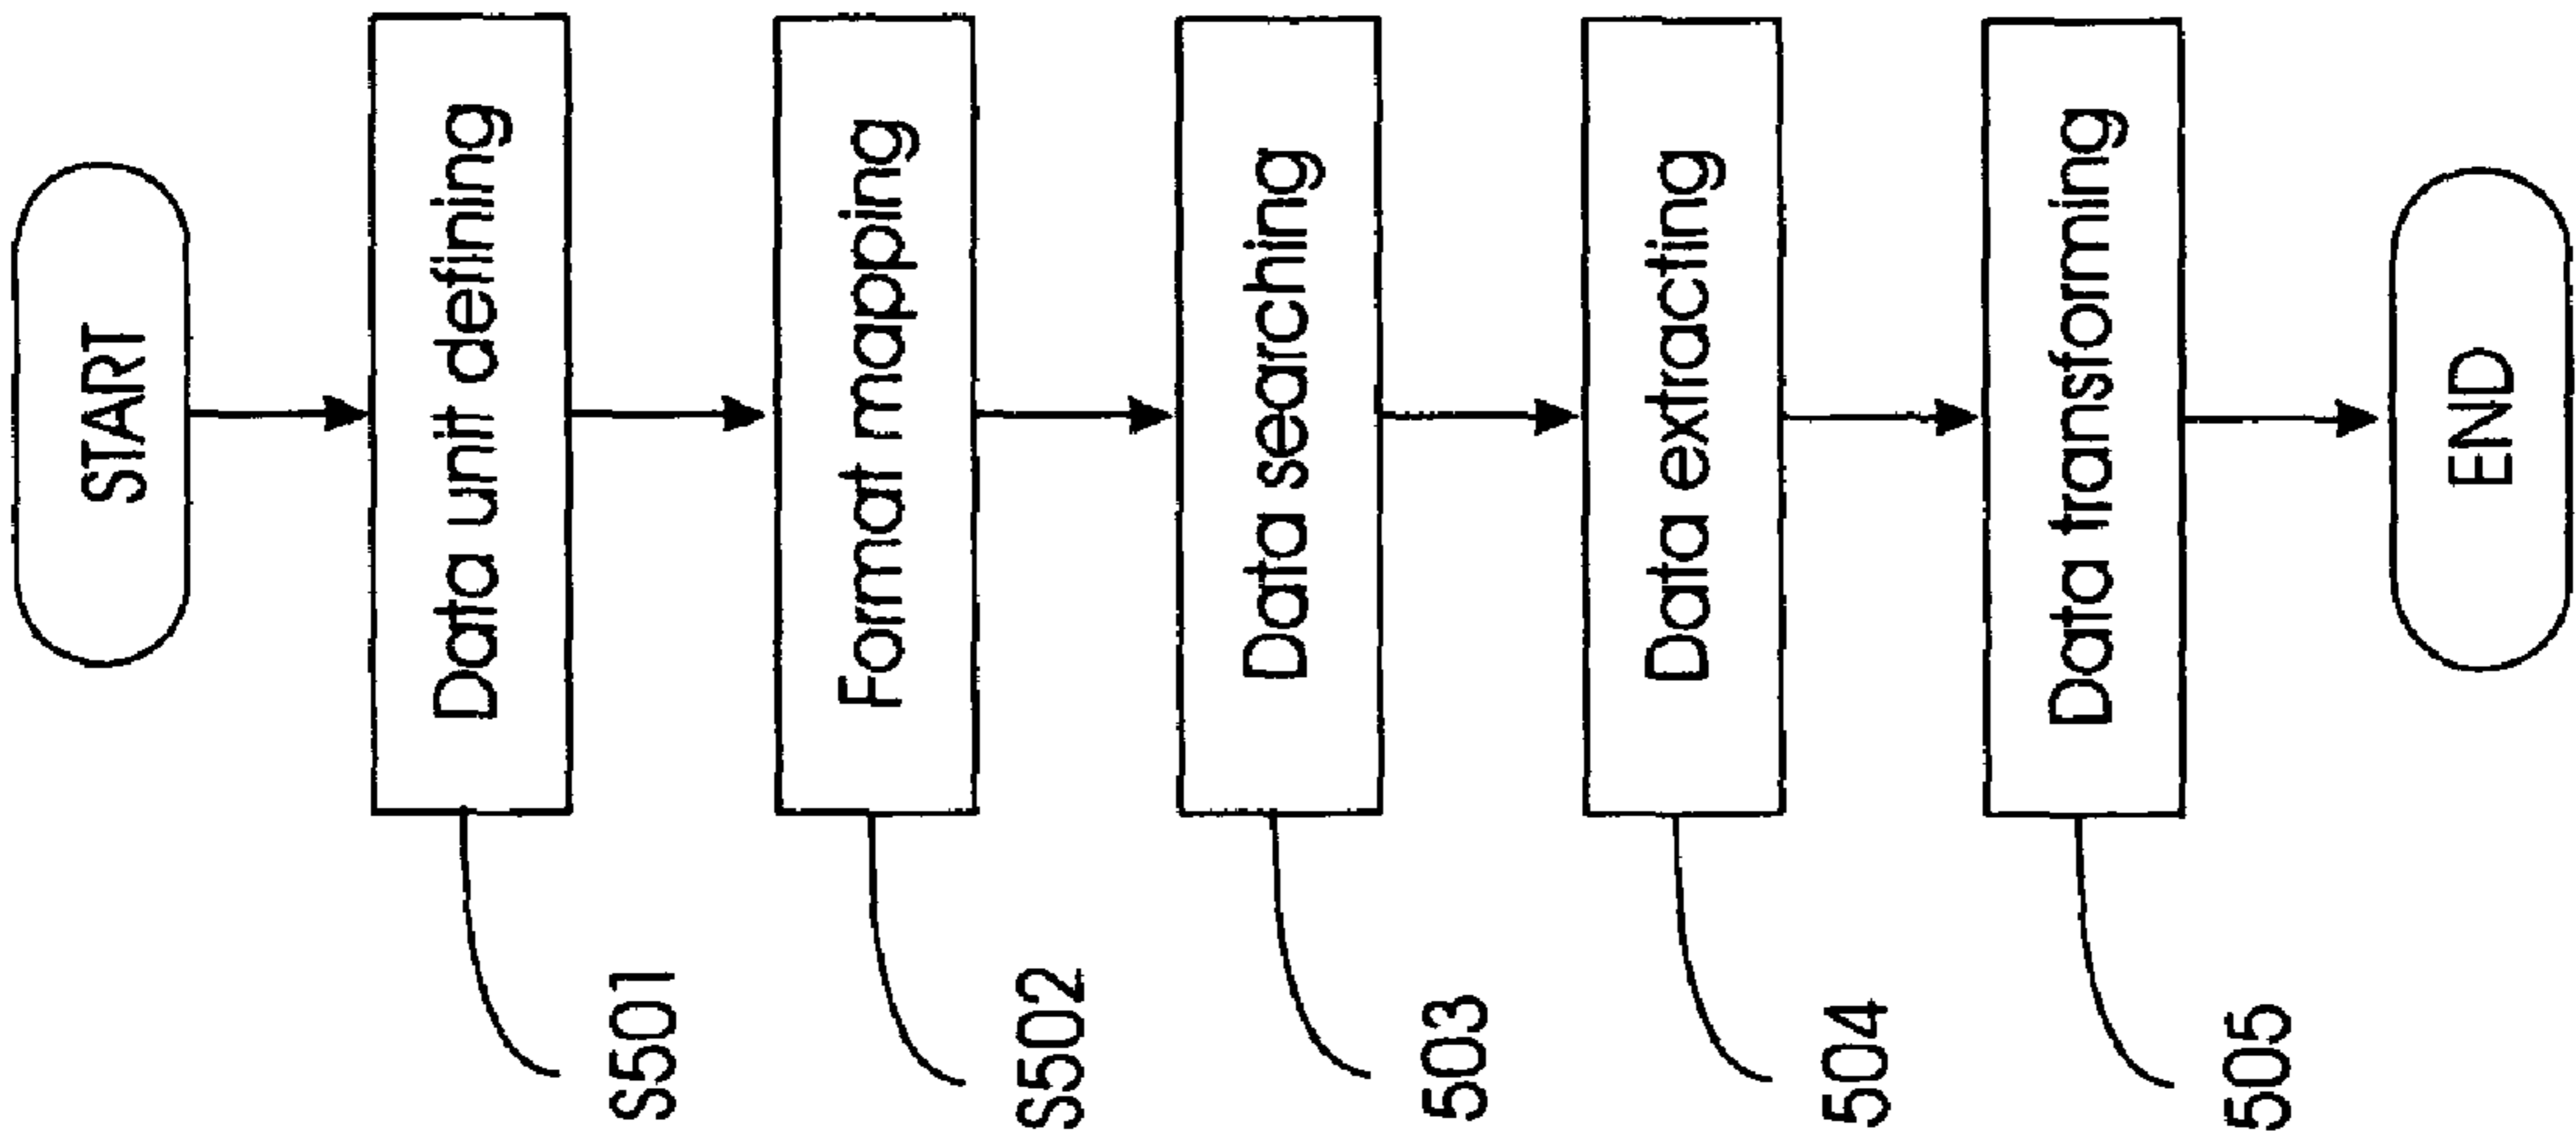 START
Data unit defining
S501
Format mapping
S502
Data searching
503
Data extracting
504
Data transforming
505
END